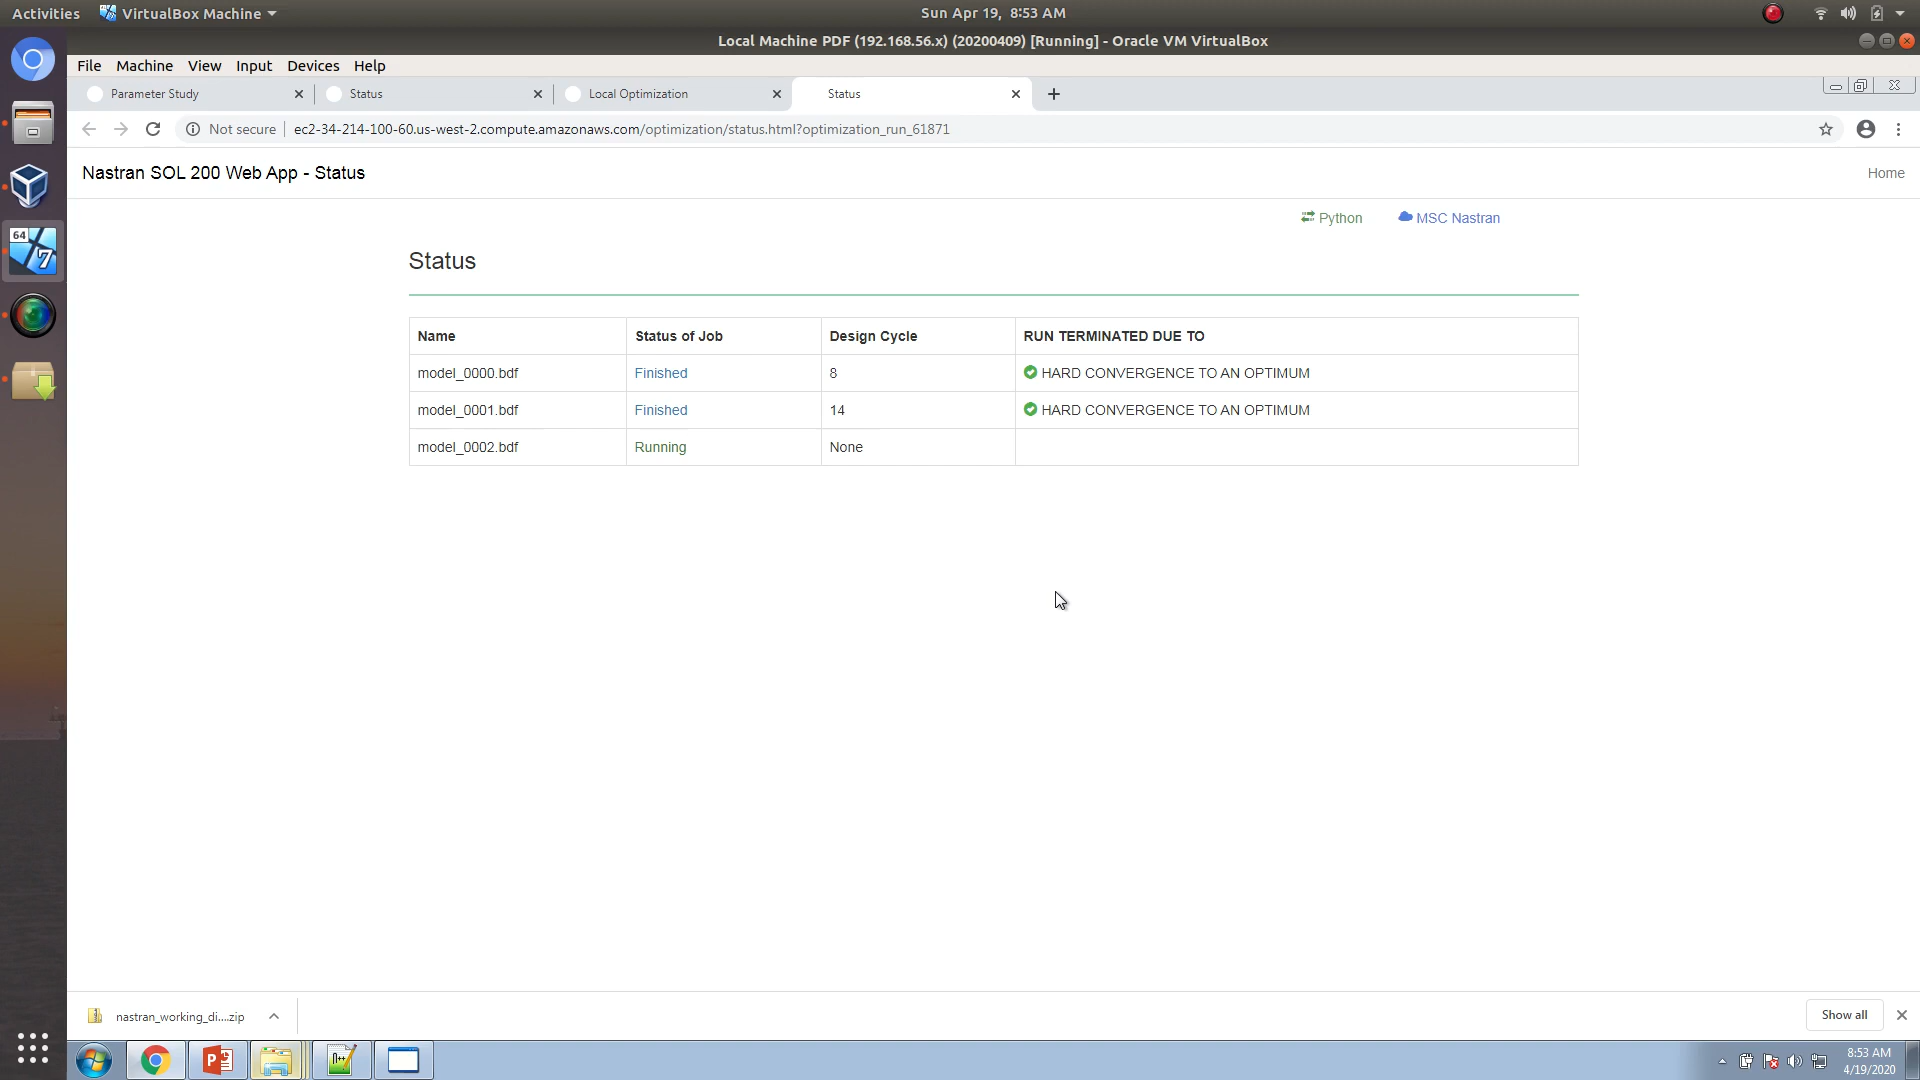 Activities VirtualBox Machine Sun Apr 19, 8:53 AM
Local Machine PDF (192.168.56.x) (20200409) [Running] - Oracle VM VirtualBox
File Machine View Input Devices Help
Parameter Study Status Local Optimization Status
Not secure ec2-34-214-100-60.us-west-2.compute.amazonaws.com/optimization/status.html?optimization_run_61871
Nastran SOL 200 Web App - Status Home
Python MSC Nastran
Status
Name Status of Job Design Cycle RUN TERMINATED DUE TO
model_0000.bdf Finished 8 HARD CONVERGENCE TO AN OPTIMUM
model_0001.bdf Finished 14 HARD CONVERGENCE TO AN OPTIMUM
model_0002.bdf Running None
nastran_working_di....zip Show all
8:53 AM
4/19/2020
64
7